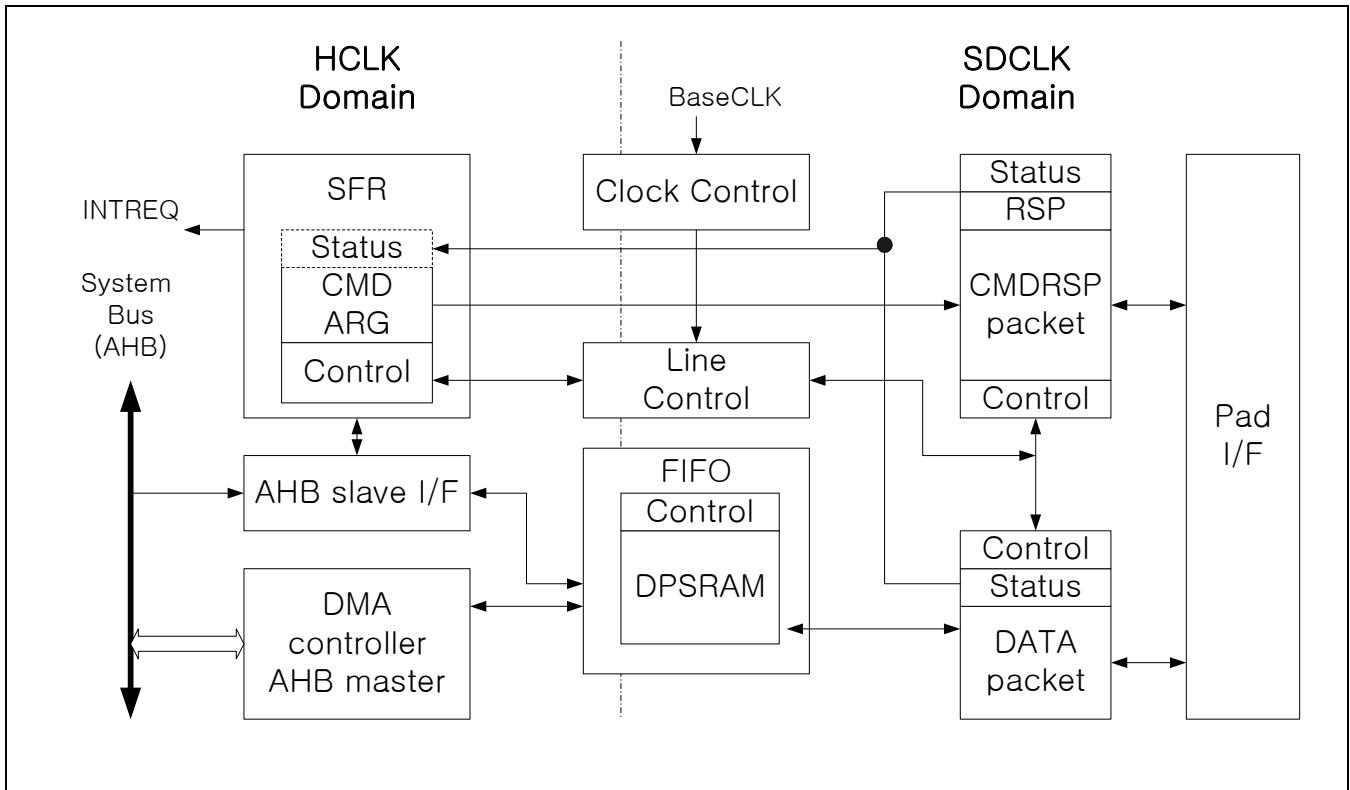 HCLK
Domain
SDCLK
Domain
BaseCLK
SFR
Clock Control
Status
RSP
INTREQ
Status
System
Bus
(AHB)
CMD
ARG
CMDRSP
packet
Control
Line
Control
Control
Pad
I/F
AHB slave I/F
FIFO
Control
DPSRAM
Control
Status
DMA
controller
AHB master
DATA
packet